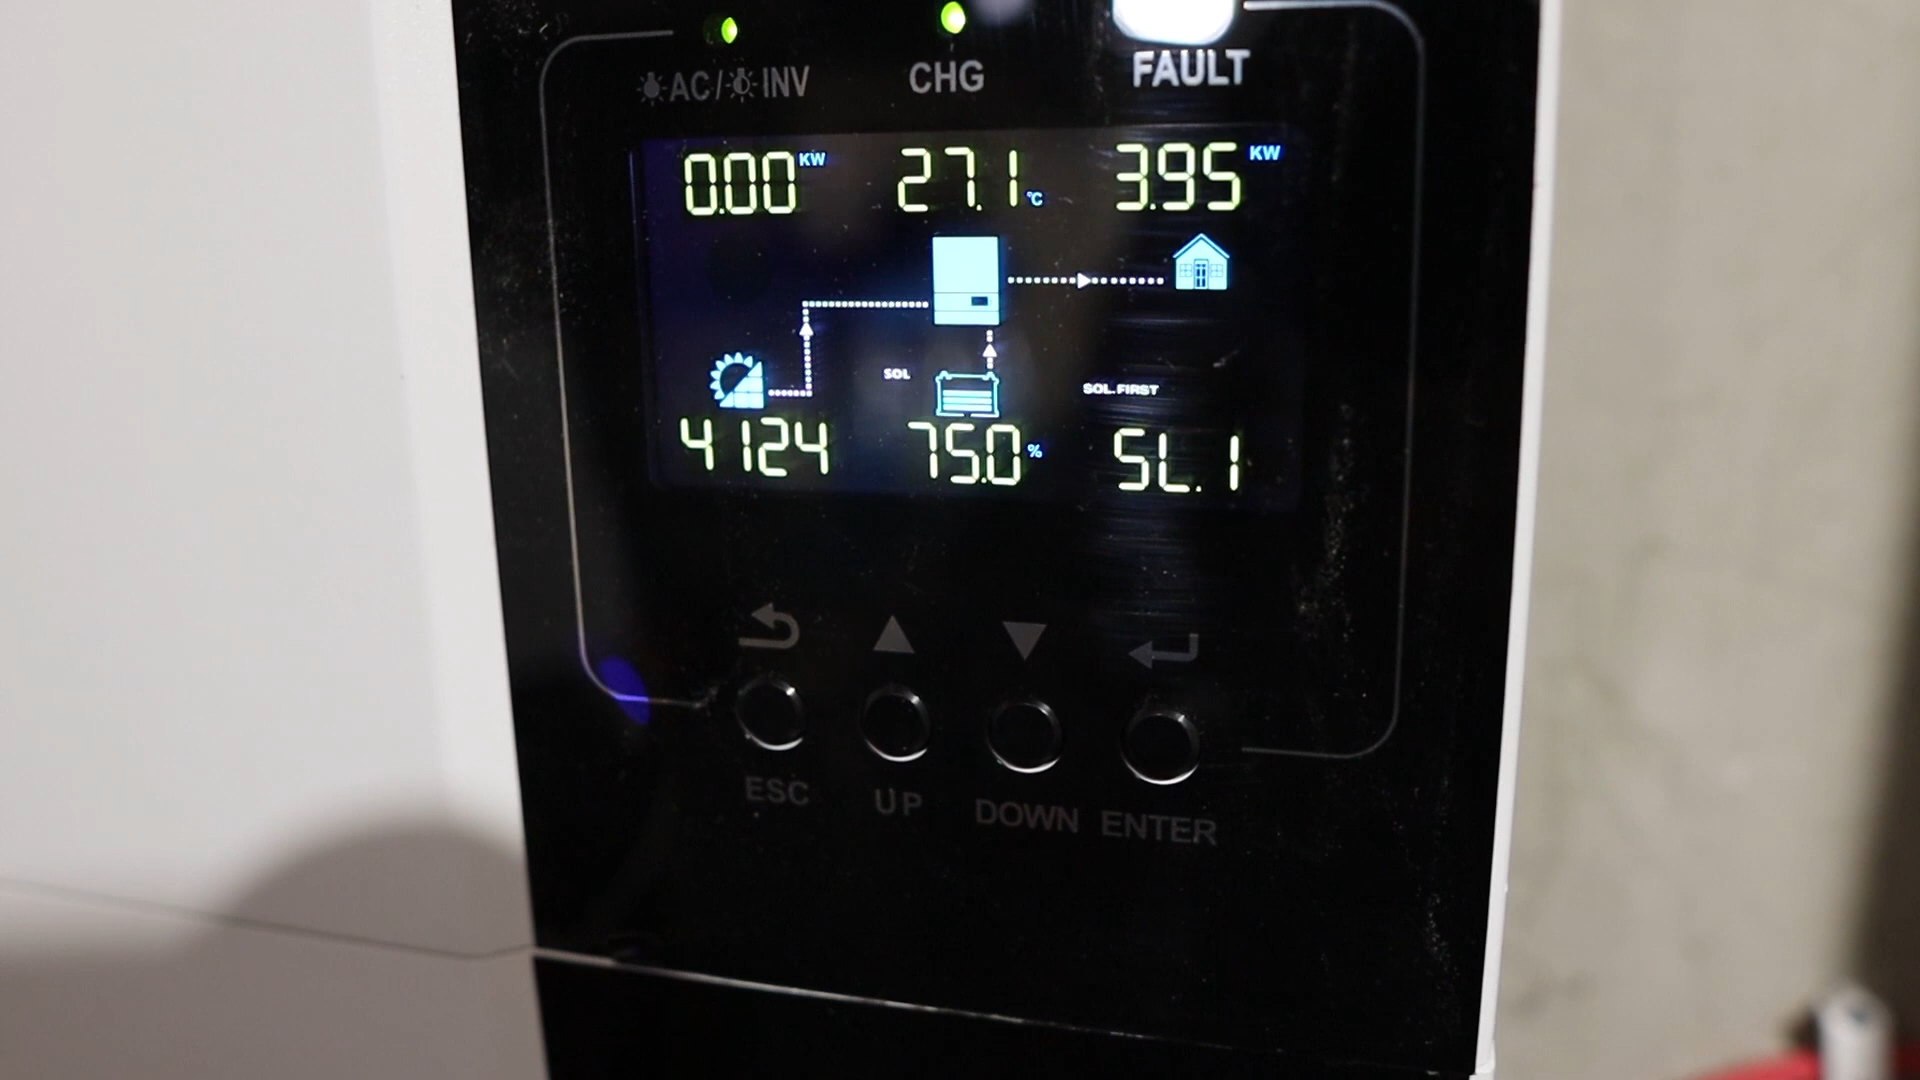 AC/ INV CHG FAULT
0.00 KW 27.1 °C 3.95 KW
SOL SOL.FIRST
4124 75.0 % SL. 1
ESC UP DOWN ENTER